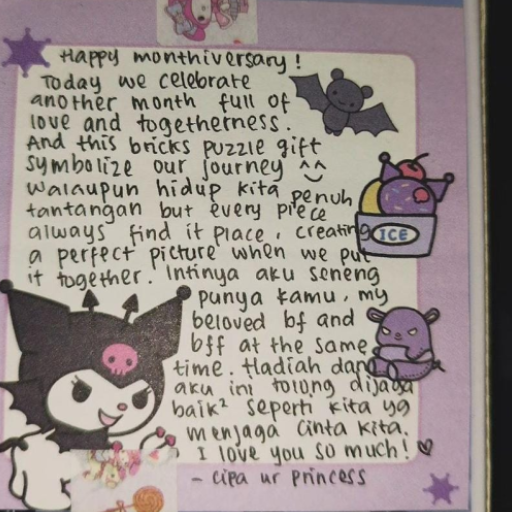 Happy monthiversary!
Today we celebrate
another month full of
love and togetherness.
And this bricks puzzle gift
symbolize our journey ^^
walaupun hidup kita penuh
tantangan but every piece
always find it place, creating
ICE
a perfect picture when we put
it together. Intinya aku seneng
punya kamu, my
beloved bf and
bff at the same
time. Hadiah dari
aku ini tolong dijaga
baik² seperti kita yg
menjaga cinta kita.
I love you so much! ♡
- cipa ur princess